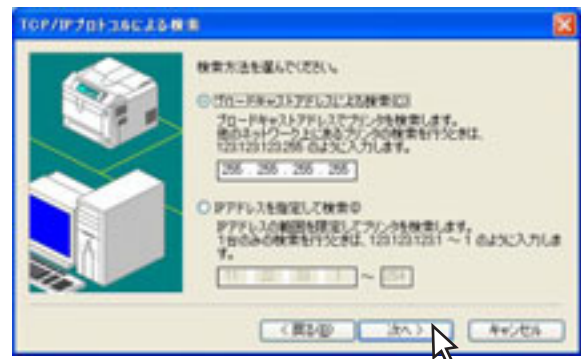 TCP/IPプロトコルによる検索
検索方法を選んでください。
ブロードキャストアドレスによる検索(C)
ブロードキャストアドレスでプリンタを検索します。
他のネットワーク上にあるプリンタの検索を行うときは、
123.123.123.255 のように入力します。
255 . 255 . 255 . 255
IPアドレスを指定して検索(I)
IPアドレスの範囲を限定してプリンタを検索します。
1台のみの検索を行うときは、123.123.123.1 ～ 1 のように入力しま
す。
11 . 22 . 33 . 1 ～ 254
< 戻る(B) 次へ > キャンセル